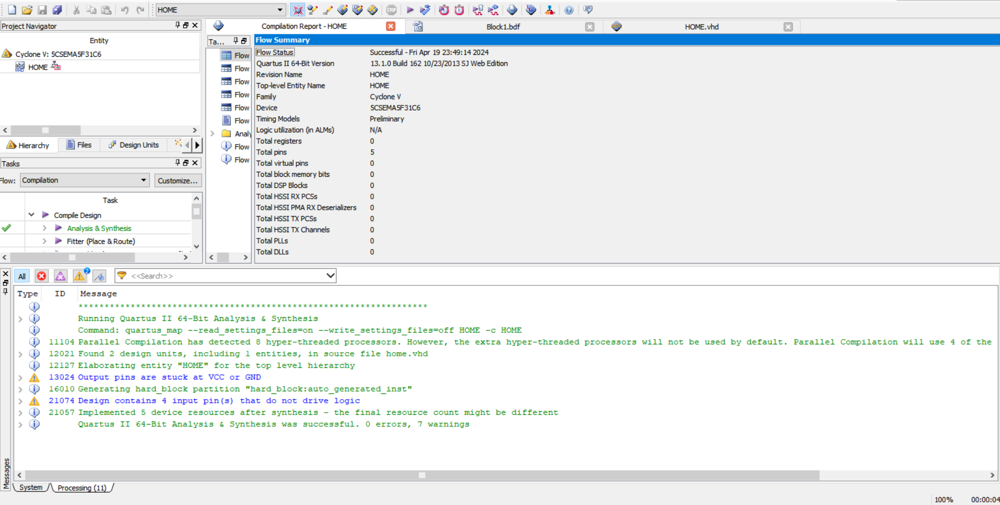 HOME
STOP
Project Navigator
Entity
Cyclone V: 5CSEMA5F31C6
HOME
Hierarchy
Files
Design Units
Tasks
Flow:
Compilation
Customize...
Task
Compile Design
Analysis & Synthesis
Fitter (Place & Route)
Compilation Report - HOME
Block1.bdf
HOME.vhd
Ta...
Flow
Flow
Flow
Flow
Flow
Flow
Analy
Flow
Flow
Flow Summary
Flow Status Successful - Fri Apr 19 23:49:14 2024
Quartus II 64-Bit Version 13.1.0 Build 162 10/23/2013 SJ Web Edition
Revision Name HOME
Top-level Entity Name HOME
Family Cyclone V
Device 5CSEMA5F31C6
Timing Models Preliminary
Logic utilization (in ALMs) N/A
Total registers 0
Total pins 5
Total virtual pins 0
Total block memory bits 0
Total DSP Blocks 0
Total HSSI RX PCSs 0
Total HSSI PMA RX Deserializers 0
Total HSSI TX PCSs 0
Total HSSI TX Channels 0
Total PLLs 0
Total DLLs 0
All
2
<<Search>>
Type ID Message
*******************************************************************
Running Quartus II 64-Bit Analysis & Synthesis
Command: quartus_map --read_settings_files=on --write_settings_files=off HOME -c HOME
11104 Parallel Compilation has detected 8 hyper-threaded processors. However, the extra hyper-threaded processors will not be used by default. Parallel Compilation will use 4 of the
12021 Found 2 design units, including 1 entities, in source file home.vhd
12127 Elaborating entity "HOME" for the top level hierarchy
13024 Output pins are stuck at VCC or GND
16010 Generating hard_block partition "hard_block:auto_generated_inst"
21074 Design contains 4 input pin(s) that do not drive logic
21057 Implemented 5 device resources after synthesis - the final resource count might be different
Quartus II 64-Bit Analysis & Synthesis was successful. 0 errors, 7 warnings
Messages
System
Processing (11)
100%
00:00:04